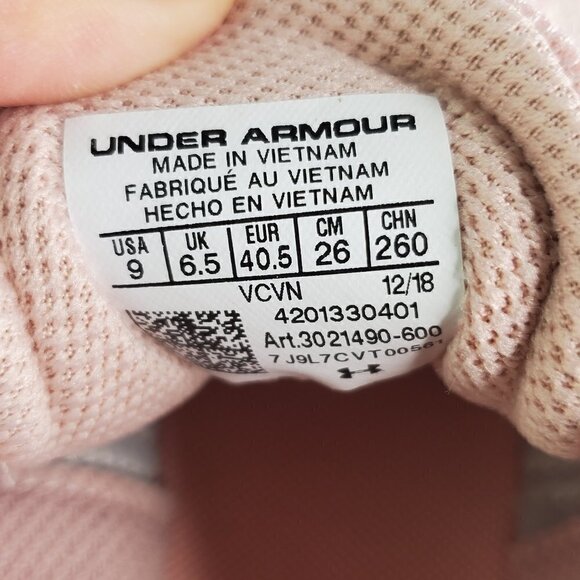 UNDER ARMOUR
MADE IN VIETNAM
FABRIQUÉ AU VIETNAM
HECHO EN VIETNAM
USA UK EUR CM CHN
9 6.5 40.5 26 260
VCVN 12/18
4201330401
Art.3021490-600
7J9L7CVT00561